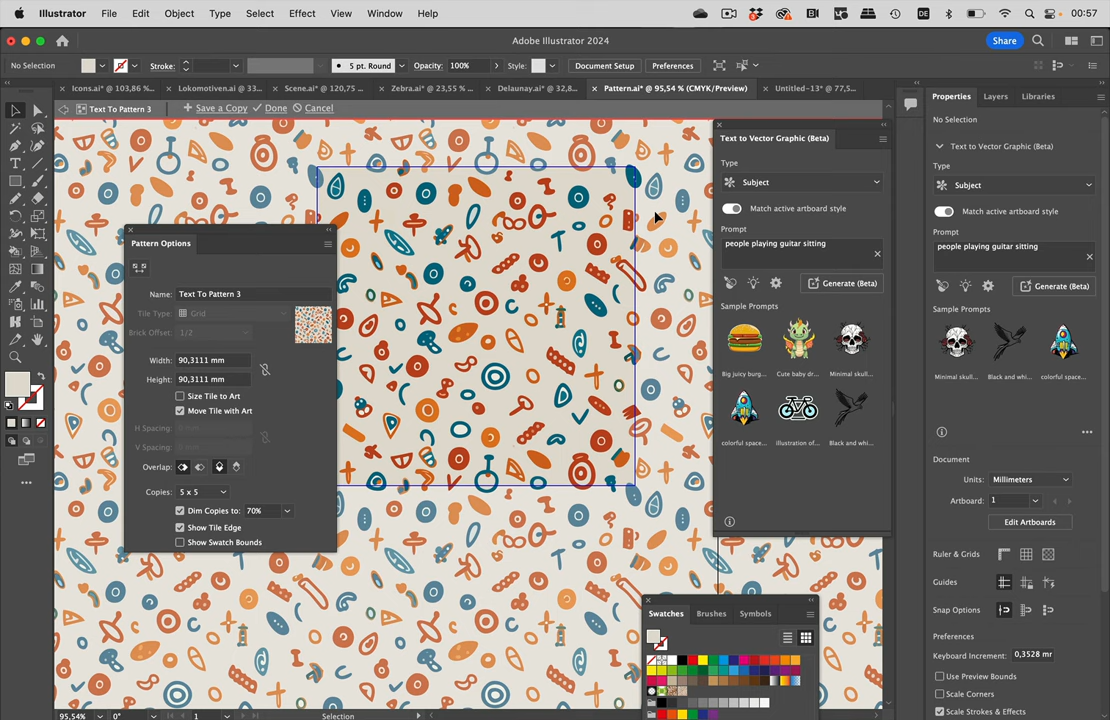 Illustrator File Edit Object Type Select Effect View Window Help DE 00:57
Adobe Illustrator 2024 Share
No Selection Stroke: 5 pt. Round Opacity: 100% Style: Document Setup Preferences
Icons.ai* @ 103,86 %... Lokomotiven.ai @ 33... Scene.ai* @ 120,75 ... Zebra.ai* @ 23,55 % ... Delaunay.ai* @ 32,8... Pattern.ai* @ 95,54 % (CMYK/Preview) Untitled-13* @ 77,5...
Text To Pattern 3 Save a Copy Done Cancel
Pattern Options
Name: Text To Pattern 3
Tile Type: Grid
Brick Offset: 1/2
Width: 90,3111 mm
Height: 90,3111 mm
Size Tile to Art
Move Tile with Art
H Spacing:
V Spacing:
Overlap:
Copies: 5 x 5
Dim Copies to: 70%
Show Tile Edge
Show Swatch Bounds
Text to Vector Graphic (Beta)
Type
Subject
Match active artboard style
Prompt
people playing guitar sitting
Generate (Beta)
Sample Prompts
Big juicy burg... Cute baby dr... Minimal skull...
colorful space... illustration of... Black and whi...
Swatches Brushes Symbols
Properties Layers Libraries
No Selection
Text to Vector Graphic (Beta)
Type
Subject
Match active artboard style
Prompt
people playing guitar sitting
Generate (Beta)
Sample Prompts
Minimal skull... Black and whi... colorful space...
Document
Units: Millimeters
Artboard: 1
Edit Artboards
Ruler & Grids
Guides
Snap Options
Preferences
Keyboard Increment: 0,3528 mr
Use Preview Bounds
Scale Corners
Scale Strokes & Effects
95,54% 0° 1 Selection